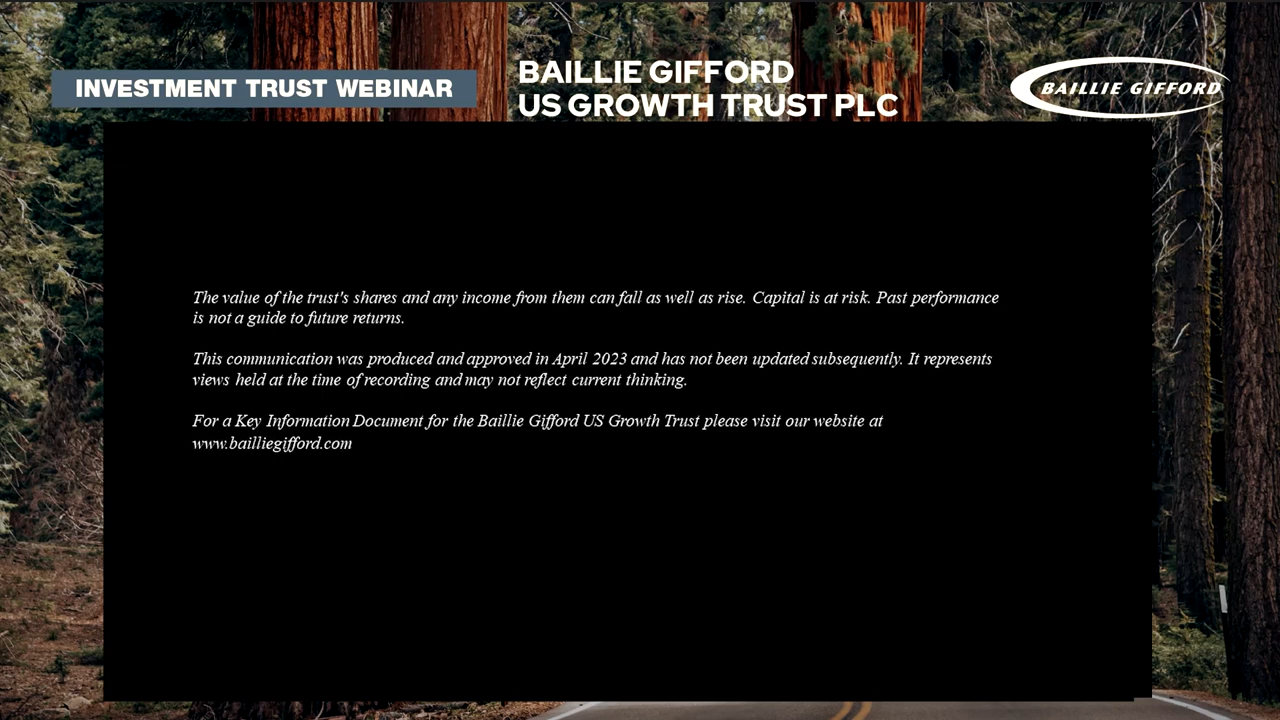 INVESTMENT TRUST WEBINAR
BAILLIE GIFFORD
US GROWTH TRUST PLC
BAILLIE GIFFORD
The value of the trust's shares and any income from them can fall as well as rise. Capital is at risk. Past performance
is not a guide to future returns.
This communication was produced and approved in April 2023 and has not been updated subsequently. It represents
views held at the time of recording and may not reflect current thinking.
For a Key Information Document for the Baillie Gifford US Growth Trust please visit our website at
www.bailliegifford.com